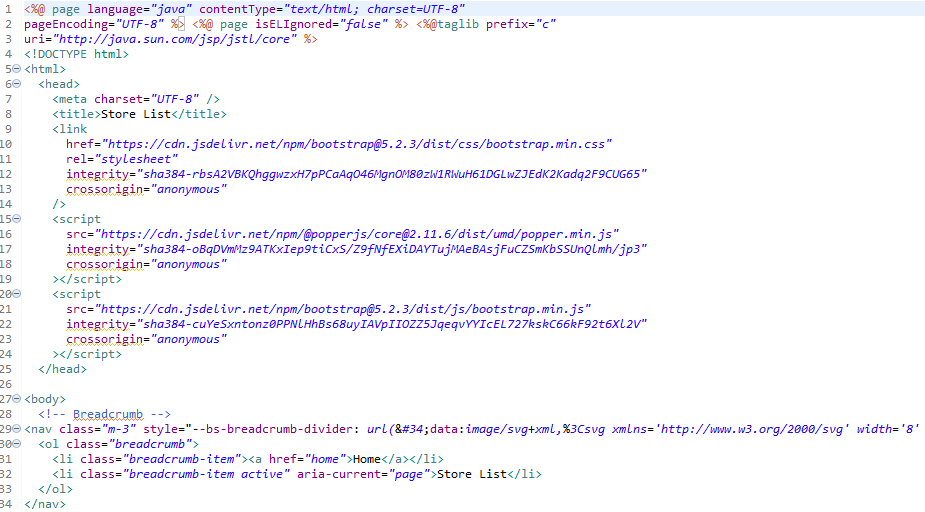 1 <%@ page language="java" contentType="text/html; charset=UTF-8"
2 pageEncoding="UTF-8" %> <%@ page isELIgnored="false" %> <%@taglib prefix="c"
3 uri="http://java.sun.com/jsp/jstl/core" %>
4 <!DOCTYPE html>
5 <html>
6 <head>
7 <meta charset="UTF-8" />
8 <title>Store List</title>
9 <link
10 href="https://cdn.jsdelivr.net/npm/bootstrap@5.2.3/dist/css/bootstrap.min.css"
11 rel="stylesheet"
12 integrity="sha384-rbsA2VBKQhggwzxH7pPCaAqO46MgnOM80zW1RWuH61DGLwZJEdK2Kadq2F9CUG65"
13 crossorigin="anonymous"
14 />
15 <script
16 src="https://cdn.jsdelivr.net/npm/@popperjs/core@2.11.6/dist/umd/popper.min.js"
17 integrity="sha384-oBqDVmMz9ATKxIep9tiCxS/Z9fNfEXiDAYTujMAeBAsjFuCZSmKbSSUnQlmh/jp3"
18 crossorigin="anonymous"
19 ></script>
20 <script
21 src="https://cdn.jsdelivr.net/npm/bootstrap@5.2.3/dist/js/bootstrap.min.js"
22 integrity="sha384-cuYeSxntonz0PPNlHhBs68uyIAVpIIOZZ5JqeqvYYIcEL727kskC66kF92t6Xl2V"
23 crossorigin="anonymous"
24 ></script>
25 </head>
26
27 <body>
28 <!-- Breadcrumb -->
29 <nav class="m-3" style="--bs-breadcrumb-divider: url(&#34;data:image/svg+xml,%3Csvg xmlns='http://www.w3.org/2000/svg' width='8'
30 <ol class="breadcrumb">
31 <li class="breadcrumb-item"><a href="home">Home</a></li>
32 <li class="breadcrumb-item active" aria-current="page">Store List</li>
33 </ol>
34 </nav>